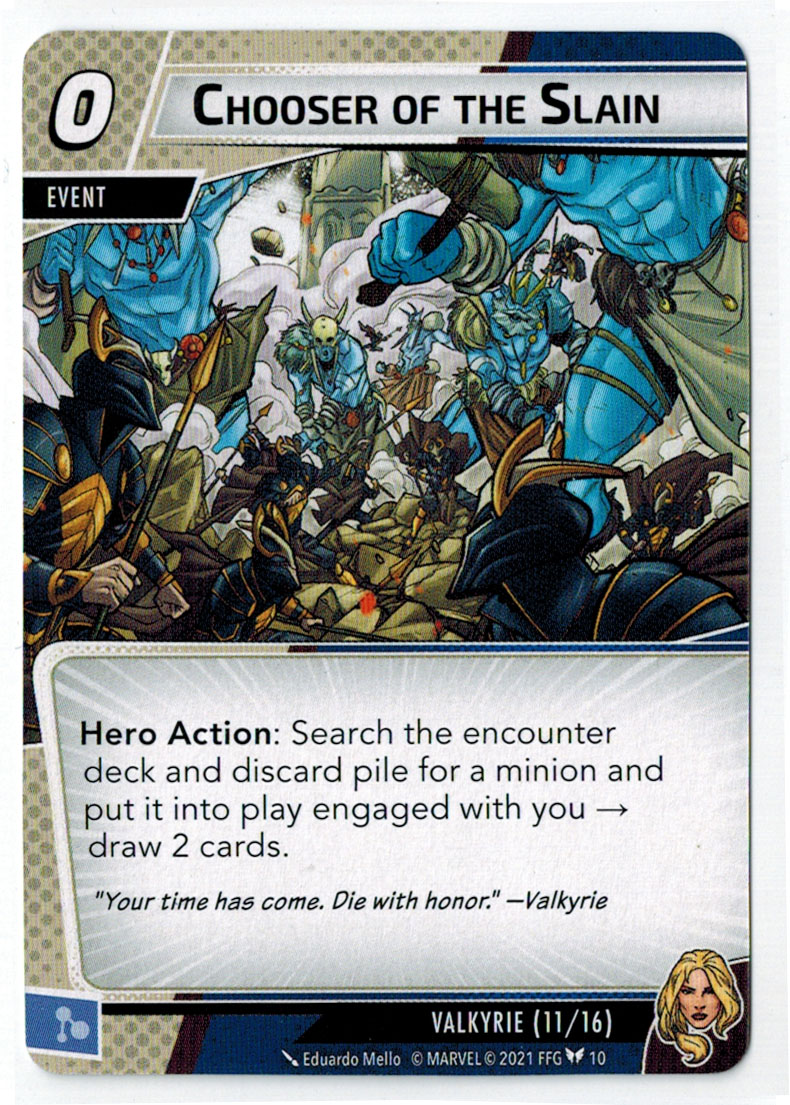 0
CHOOSER OF THE SLAIN
EVENT
Hero Action: Search the encounter
deck and discard pile for a minion and
put it into play engaged with you →
draw 2 cards.
"Your time has come. Die with honor." —Valkyrie
VALKYRIE (11/16)
Eduardo Mello © MARVEL © 2021 FFG 10